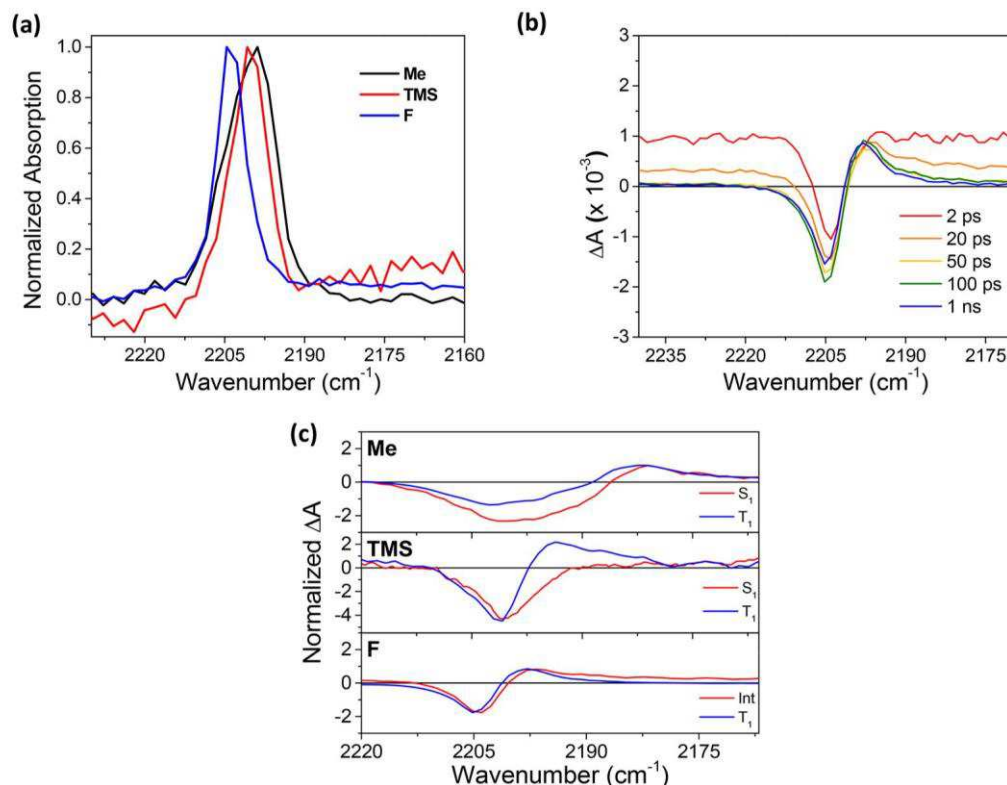 (a)
Normalized Absorption
1.0
0.8
0.6
0.4
0.2
0.0
Me
TMS
F
2220 2205 2190 2175 2160
Wavenumber (cm⁻¹)
(b)
ΔA (x 10⁻³)
3
2
1
0
-1
-2
-3
2 ps
20 ps
50 ps
100 ps
1 ns
2235 2220 2205 2190 2175
Wavenumber (cm⁻¹)
(c)
Normalized ΔA
Me
2
0
-2
S₁
T₁
TMS
2
0
-2
-4
S₁
T₁
F
2
0
-2
Int
T₁
2220 2205 2190 2175
Wavenumber (cm⁻¹)